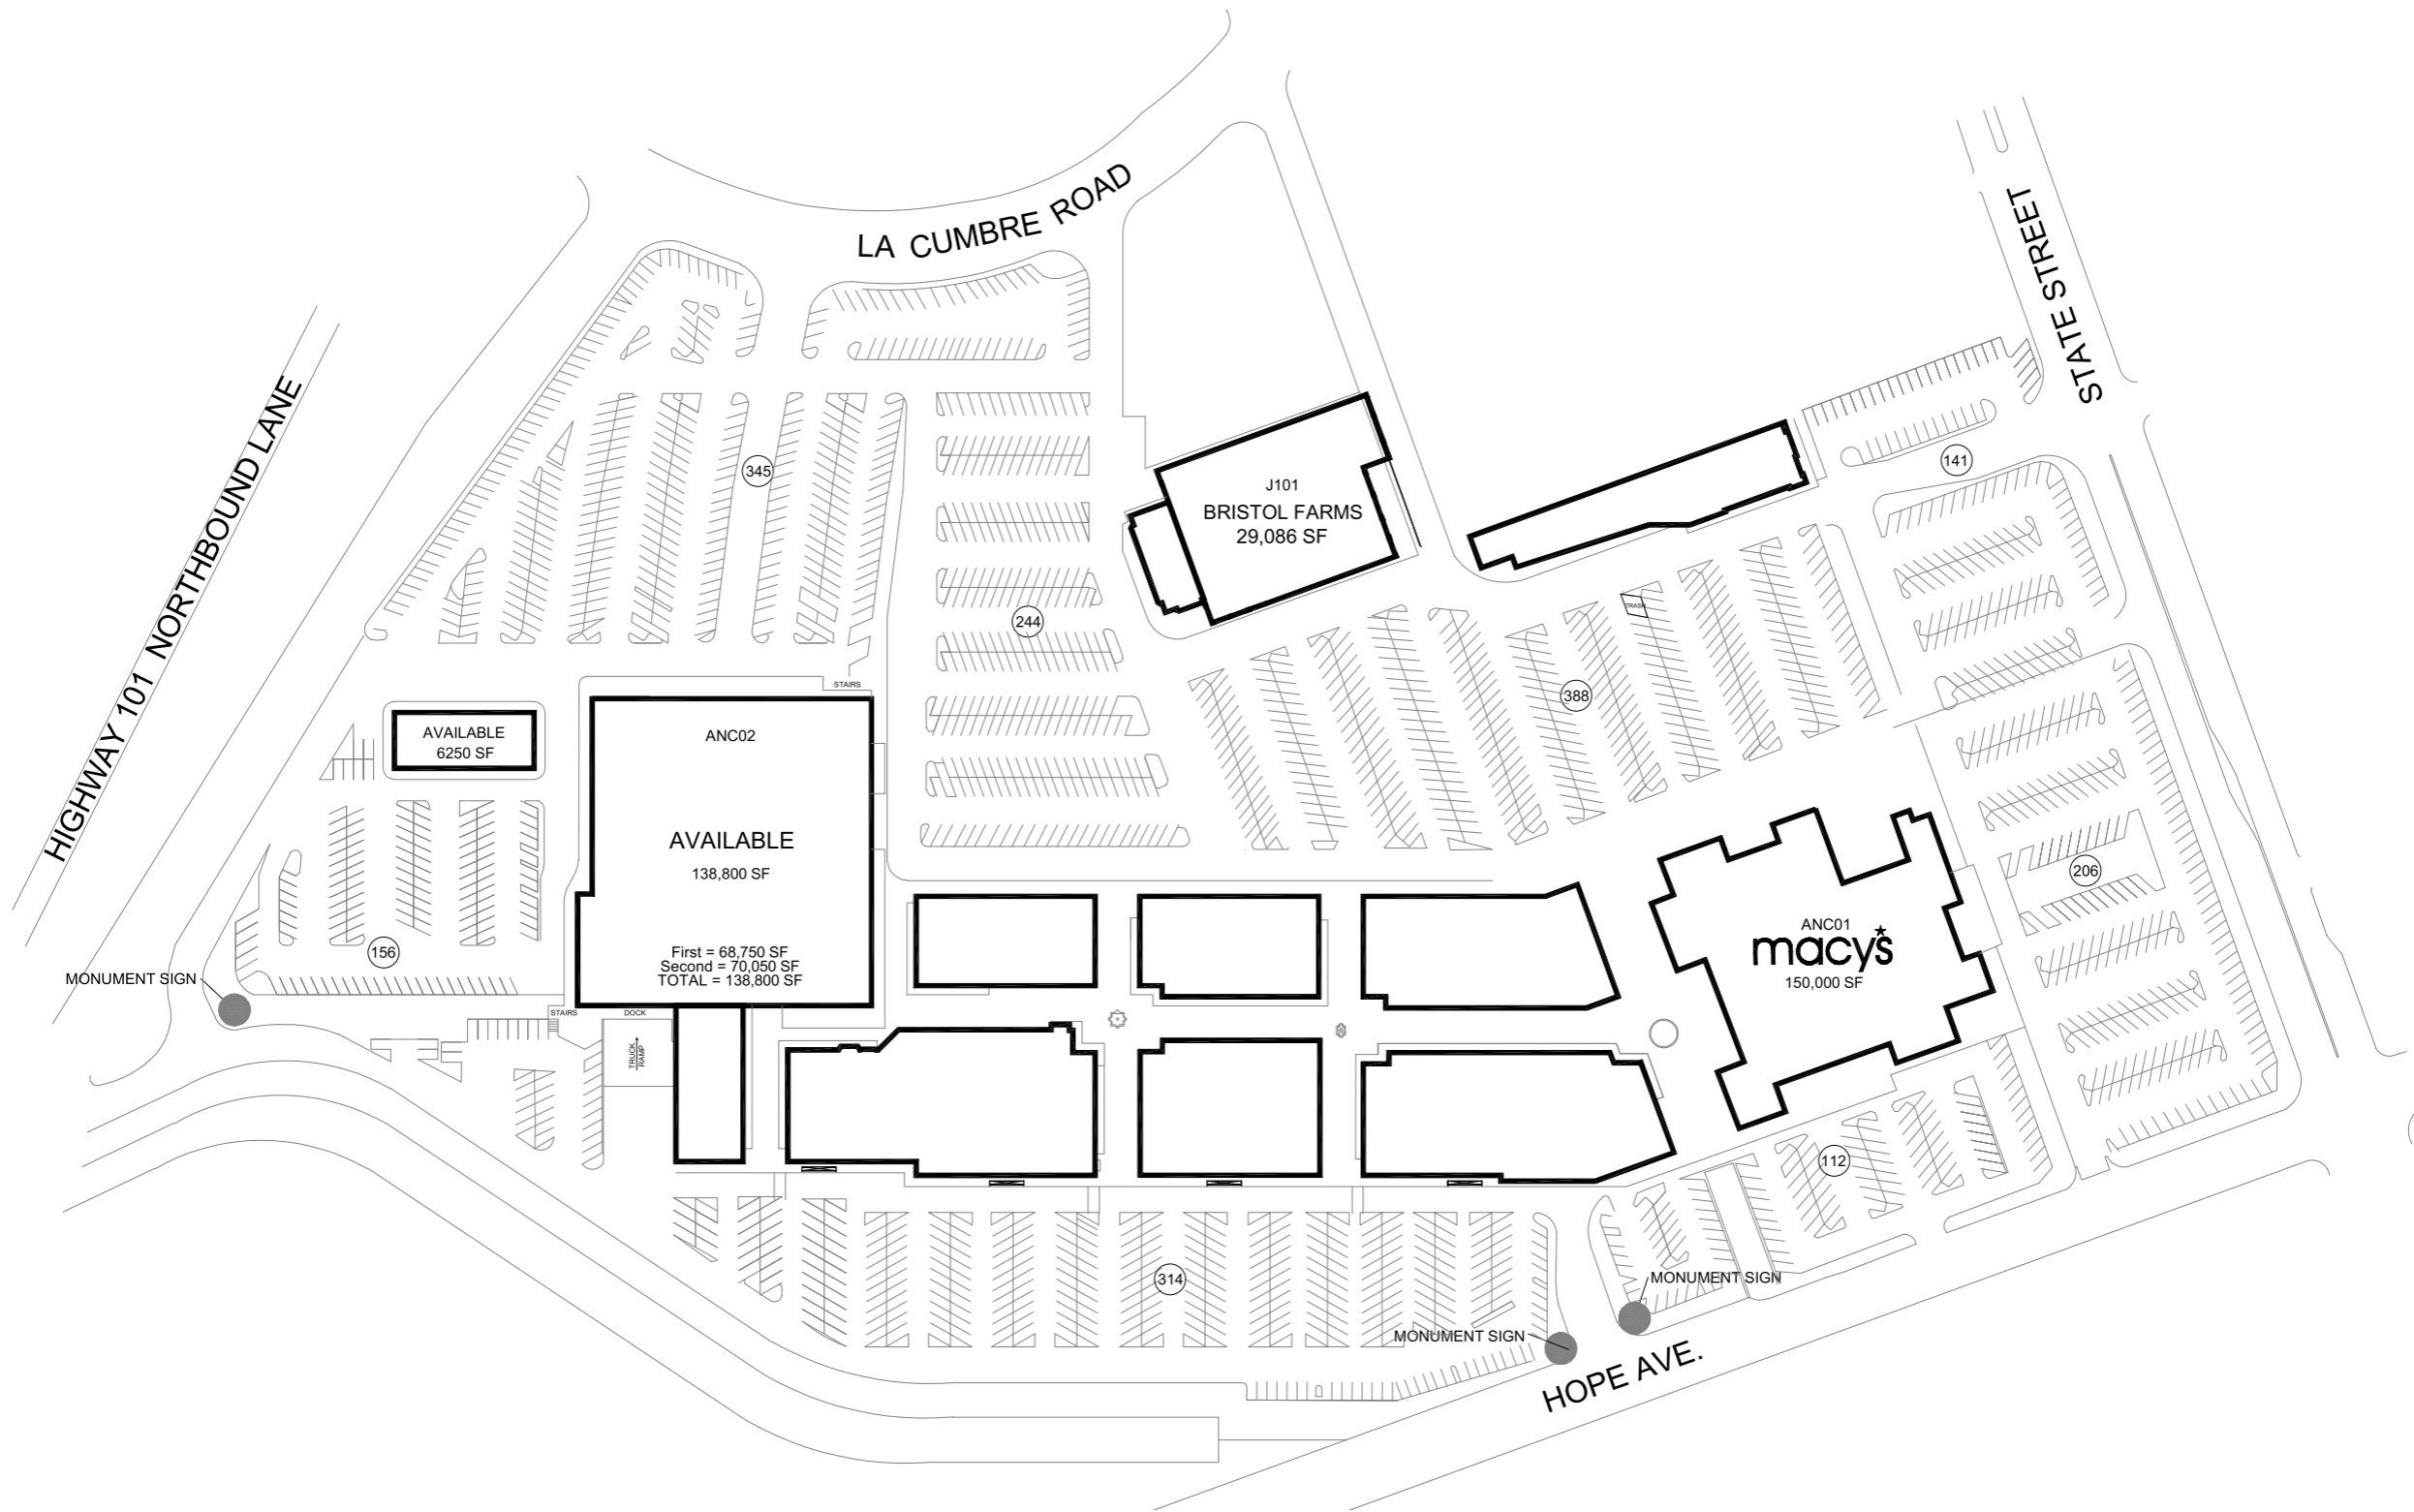 LA CUMBRE ROAD
STATE STREET
HIGHWAY 101 NORTHBOUND LANE
345
141
J101
BRISTOL FARMS
29,086 SF
TRASH
244
388
STAIRS
AVAILABLE
6250 SF
ANC02
AVAILABLE
138,800 SF
First = 68,750 SF
Second = 70,050 SF
TOTAL = 138,800 SF
206
ANC01
macy's
150,000 SF
156
MONUMENT SIGN
STAIRS
DOCK
TRUCK
RAMP
112
314
MONUMENT SIGN
MONUMENT SIGN
HOPE AVE.